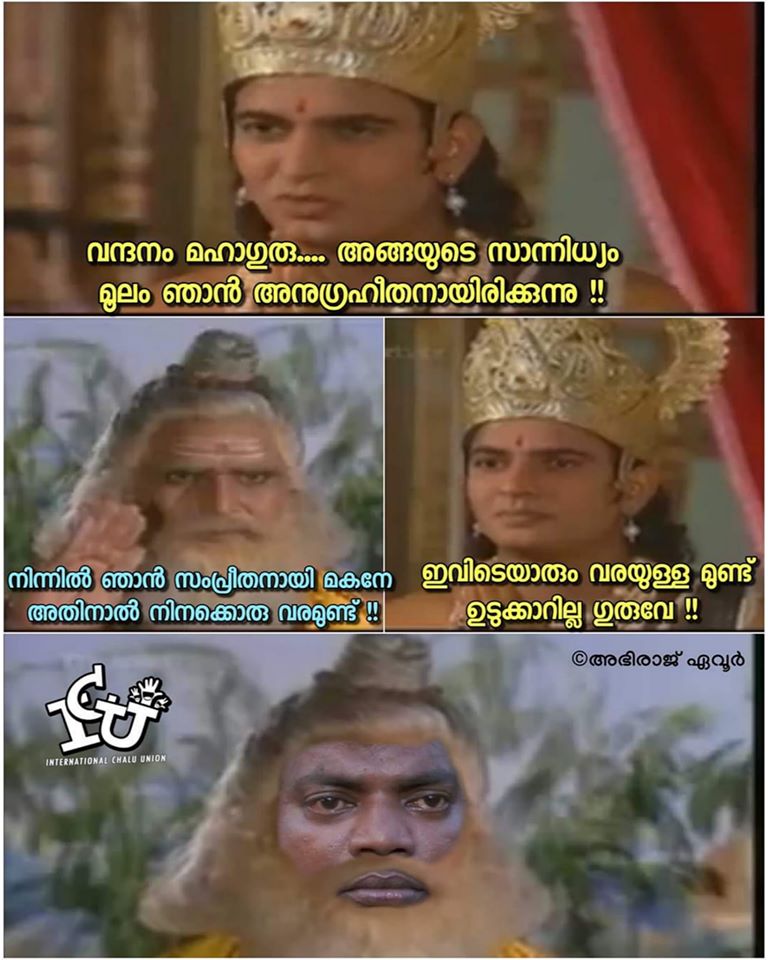 വന്ദനം മഹാഗുരു.... അങ്ങയുടെ സാന്നിധ്യം
മൂലം ഞാൻ അനുഗ്രഹീതനായിരിക്കുന്നു !!
നിന്നിൽ ഞാൻ സംപ്രീതനായി മകനേ
അതിനാൽ നിനക്കൊരു വരമുണ്ട് !!
ഇവിടെയാരും വരയുള്ള മുണ്ട്
ഉടുക്കാറില്ല ഗുരുവേ !!
©അഭിരാജ് ഏവൂർ
ICU
INTERNATIONAL CHALU UNION